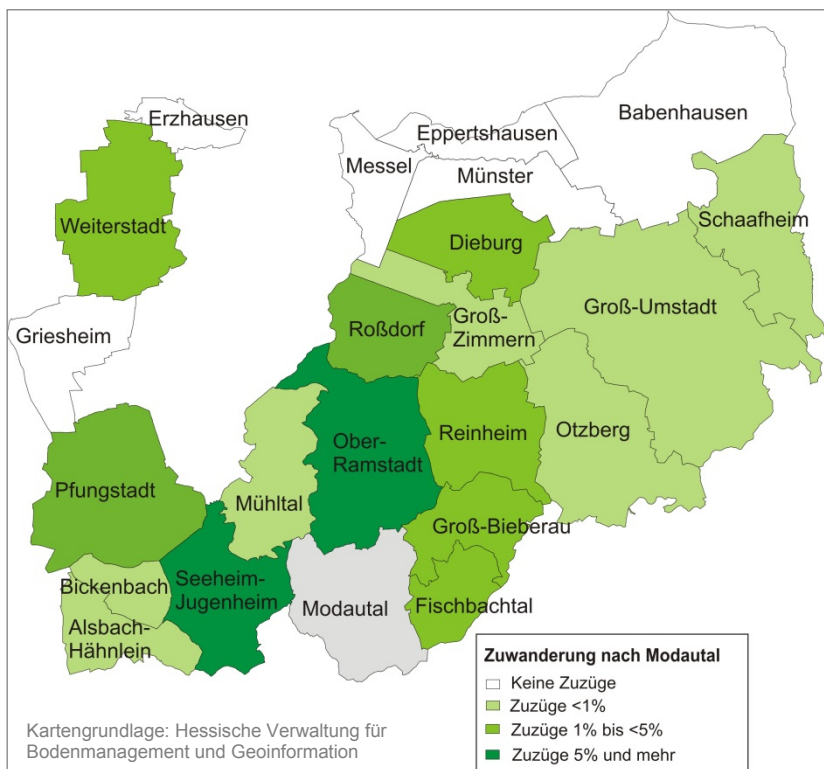 Erzhausen
Babenhausen
Eppertshausen
Messel
Münster
Schaafheim
Weiterstadt
Dieburg
Groß-Umstadt
Griesheim
Roßdorf
Groß-
Zimmern
Ober-
Ramstadt
Reinheim
Otzberg
Pfungstadt
Mühltal
Groß-Bieberau
Bickenbach
Seeheim-
Jugenheim
Modautal
Fischbachtal
Alsbach-
Hähnlein
Zuwanderung nach Modautal
Keine Zuzüge
Zuzüge <1%
Zuzüge 1% bis <5%
Zuzüge 5% und mehr
Kartengrundlage: Hessische Verwaltung für
Bodenmanagement und Geoinformation